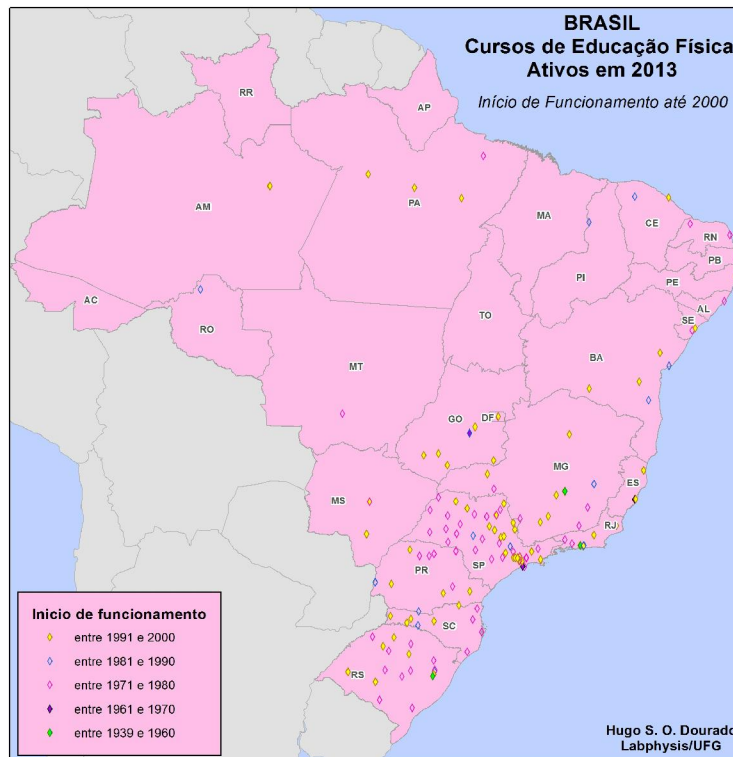 BRASIL
Cursos de Educação Física
Ativos em 2013
Início de Funcionamento até 2000
RR
AP
AM
PA
MA
CE
RN
PB
PI
PE
AC
AL
TO
SE
RO
BA
MT
GO
DF
MG
ES
MS
RJ
SP
PR
SC
RS
Inicio de funcionamento
entre 1991 e 2000
entre 1981 e 1990
entre 1971 e 1980
entre 1961 e 1970
entre 1939 e 1960
Hugo S. O. Dourado
Labphysis/UFG